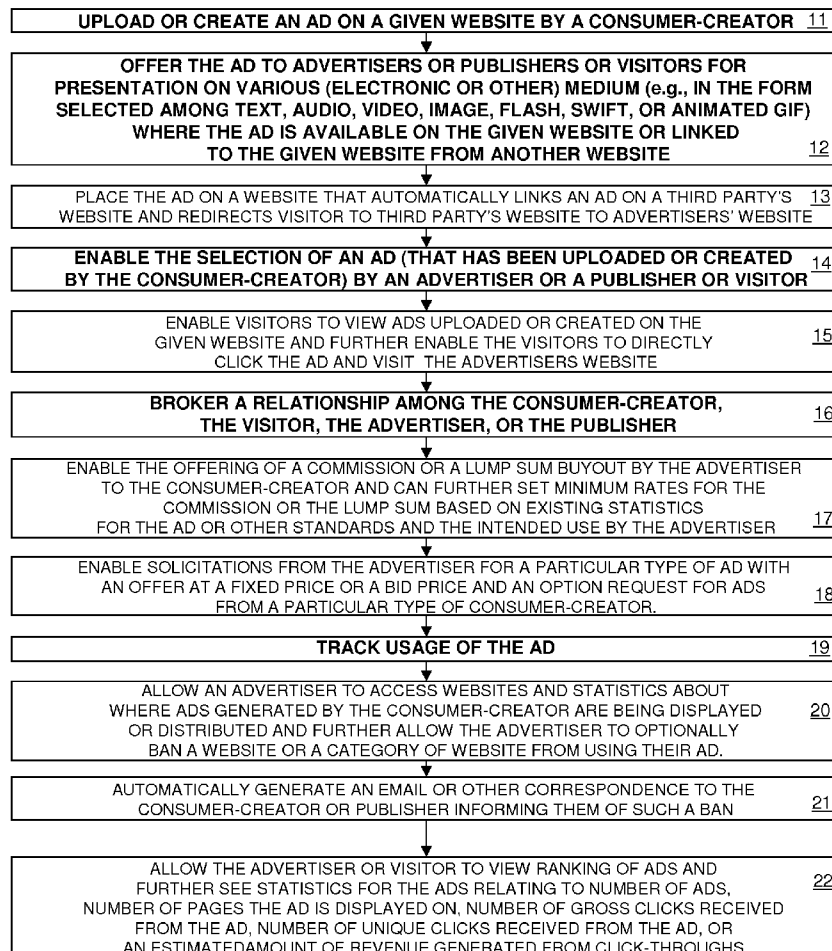 UPLOAD OR CREATE AN AD ON A GIVEN WEBSITE BY A CONSUMER-CREATOR 11
OFFER THE AD TO ADVERTISERS OR PUBLISHERS OR VISITORS FOR
PRESENTATION ON VARIOUS (ELECTRONIC OR OTHER) MEDIUM (e.g., IN THE FORM
SELECTED AMONG TEXT, AUDIO, VIDEO, IMAGE, FLASH, SWIFT, OR ANIMATED GIF)
WHERE THE AD IS AVAILABLE ON THE GIVEN WEBSITE OR LINKED
TO THE GIVEN WEBSITE FROM ANOTHER WEBSITE 12
PLACE THE AD ON A WEBSITE THAT AUTOMATICALLY LINKS AN AD ON A THIRD PARTY'S 13
WEBSITE AND REDIRECTS VISITOR TO THIRD PARTY'S WEBSITE TO ADVERTISERS' WEBSITE
ENABLE THE SELECTION OF AN AD (THAT HAS BEEN UPLOADED OR CREATED 14
BY THE CONSUMER-CREATOR) BY AN ADVERTISER OR A PUBLISHER OR VISITOR
ENABLE VISITORS TO VIEW ADS UPLOADED OR CREATED ON THE
GIVEN WEBSITE AND FURTHER ENABLE THE VISITORS TO DIRECTLY 15
CLICK THE AD AND VISIT THE ADVERTISERS WEBSITE
BROKER A RELATIONSHIP AMONG THE CONSUMER-CREATOR, 16
THE VISITOR, THE ADVERTISER, OR THE PUBLISHER
ENABLE THE OFFERING OF A COMMISSION OR A LUMP SUM BUYOUT BY THE ADVERTISER
TO THE CONSUMER-CREATOR AND CAN FURTHER SET MINIMUM RATES FOR THE
COMMISSION OR THE LUMP SUM BASED ON EXISTING STATISTICS
FOR THE AD OR OTHER STANDARDS AND THE INTENDED USE BY THE ADVERTISER 17
ENABLE SOLICITATIONS FROM THE ADVERTISER FOR A PARTICULAR TYPE OF AD WITH
AN OFFER AT A FIXED PRICE OR A BID PRICE AND AN OPTION REQUEST FOR ADS
FROM A PARTICULAR TYPE OF CONSUMER-CREATOR. 18
TRACK USAGE OF THE AD 19
ALLOW AN ADVERTISER TO ACCESS WEBSITES AND STATISTICS ABOUT
WHERE ADS GENERATED BY THE CONSUMER-CREATOR ARE BEING DISPLAYED 20
OR DISTRIBUTED AND FURTHER ALLOW THE ADVERTISER TO OPTIONALLY
BAN A WEBSITE OR A CATEGORY OF WEBSITE FROM USING THEIR AD.
AUTOMATICALLY GENERATE AN EMAIL OR OTHER CORRESPONDENCE TO THE
CONSUMER-CREATOR OR PUBLISHER INFORMING THEM OF SUCH A BAN 21
ALLOW THE ADVERTISER OR VISITOR TO VIEW RANKING OF ADS AND
FURTHER SEE STATISTICS FOR THE ADS RELATING TO NUMBER OF ADS, 22
NUMBER OF PAGES THE AD IS DISPLAYED ON, NUMBER OF GROSS CLICKS RECEIVED
FROM THE AD, NUMBER OF UNIQUE CLICKS RECEIVED FROM THE AD, OR
AN ESTIMATEDAMOUNT OF REVENUE GENERATED FROM CLICK-THROUGHS